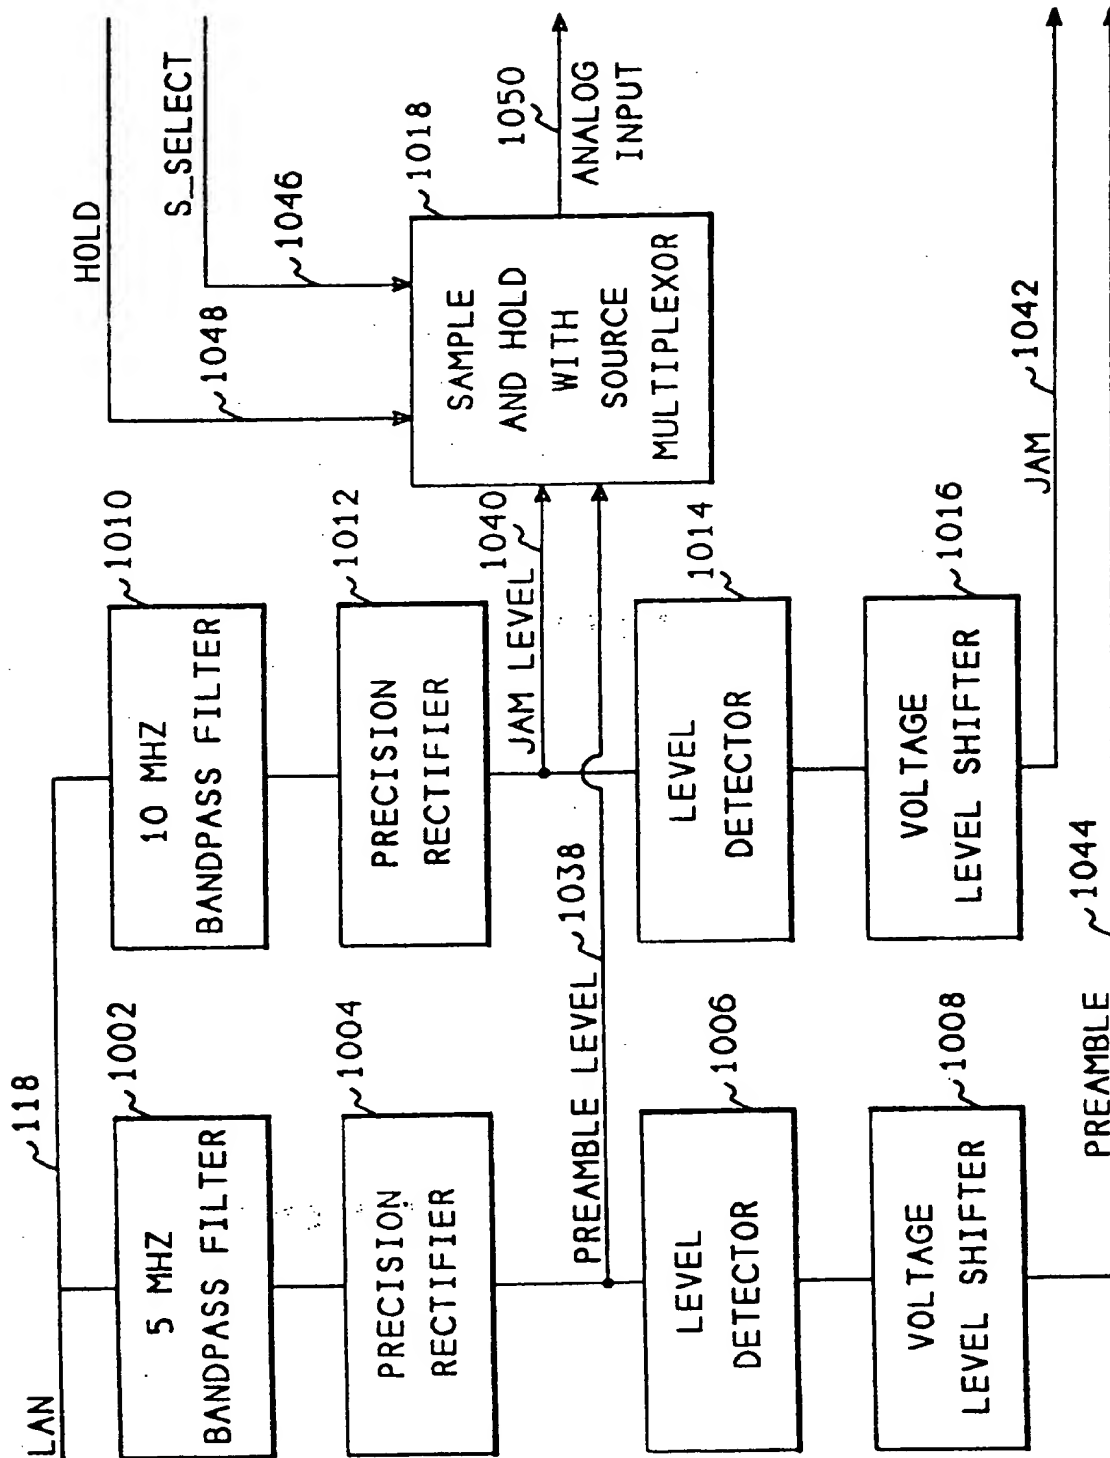 LAN
118
5 MHZ
BANDPASS FILTER
1002
PRECISION
RECTIFIER
1004
PREAMBLE LEVEL
1038
LEVEL
DETECTOR
1006
VOLTAGE
LEVEL SHIFTER
1008
PREAMBLE
1044
10 MHZ
BANDPASS FILTER
1010
PRECISION
RECTIFIER
1012
JAM LEVEL
1040
LEVEL
DETECTOR
1014
VOLTAGE
LEVEL SHIFTER
1016
JAM
1042
HOLD
1048
S_SELECT
1046
SAMPLE
AND HOLD
WITH
SOURCE
MULTIPLEXOR
1018
1050
ANALOG
INPUT